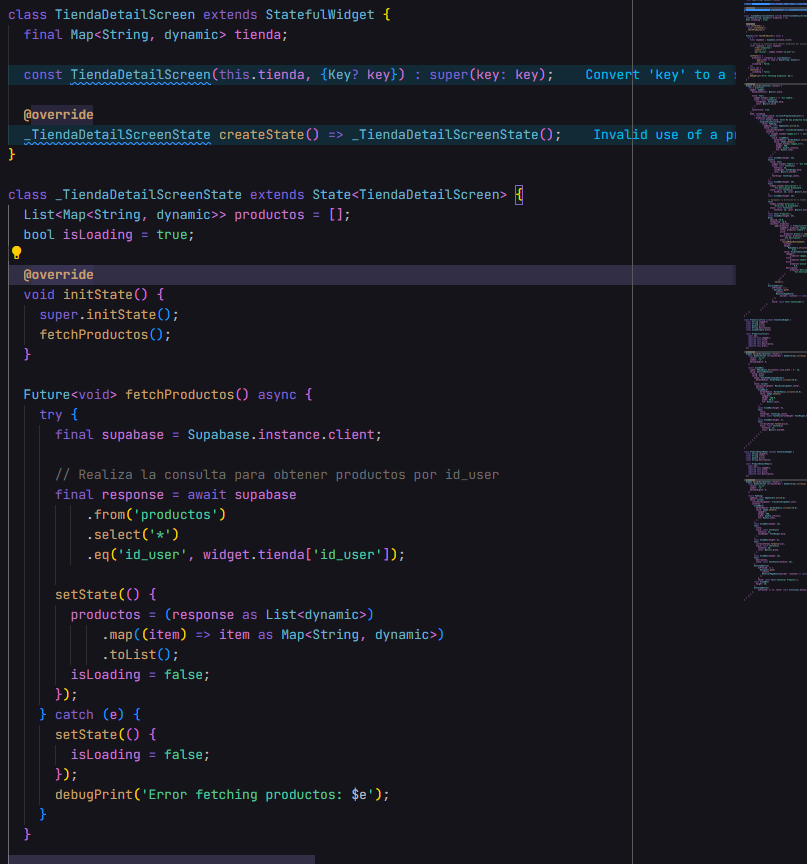 class TiendaDetailScreen extends StatefulWidget {
  final Map<String, dynamic> tienda;

  const TiendaDetailScreen(this.tienda, {Key? key}) : super(key: key);    Convert 'key' to a

  @override
  _TiendaDetailScreenState createState() => _TiendaDetailScreenState();    Invalid use of a
}

class _TiendaDetailScreenState extends State<TiendaDetailScreen> {
  List<Map<String, dynamic>> productos = [];
  bool isLoading = true;

  @override
  void initState() {
    super.initState();
    fetchProductos();
  }

  Future<void> fetchProductos() async {
    try {
      final supabase = Supabase.instance.client;

      // Realiza la consulta para obtener productos por id_user
      final response = await supabase
          .from('productos')
          .select('*')
          .eq('id_user', widget.tienda['id_user']);

      setState(() {
        productos = (response as List<dynamic>)
            .map((item) => item as Map<String, dynamic>)
            .toList();
        isLoading = false;
      });
    } catch (e) {
      setState(() {
        isLoading = false;
      });
      debugPrint('Error fetching productos: $e');
    }
  }